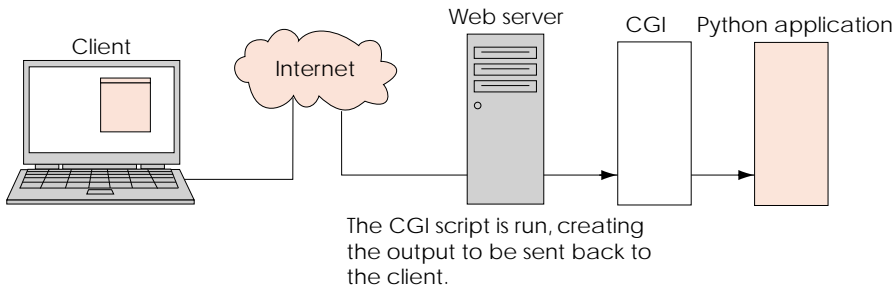 Web server
CGI
Python application
Client
Internet
The CGI script is run, creating
the output to be sent back to
the client.